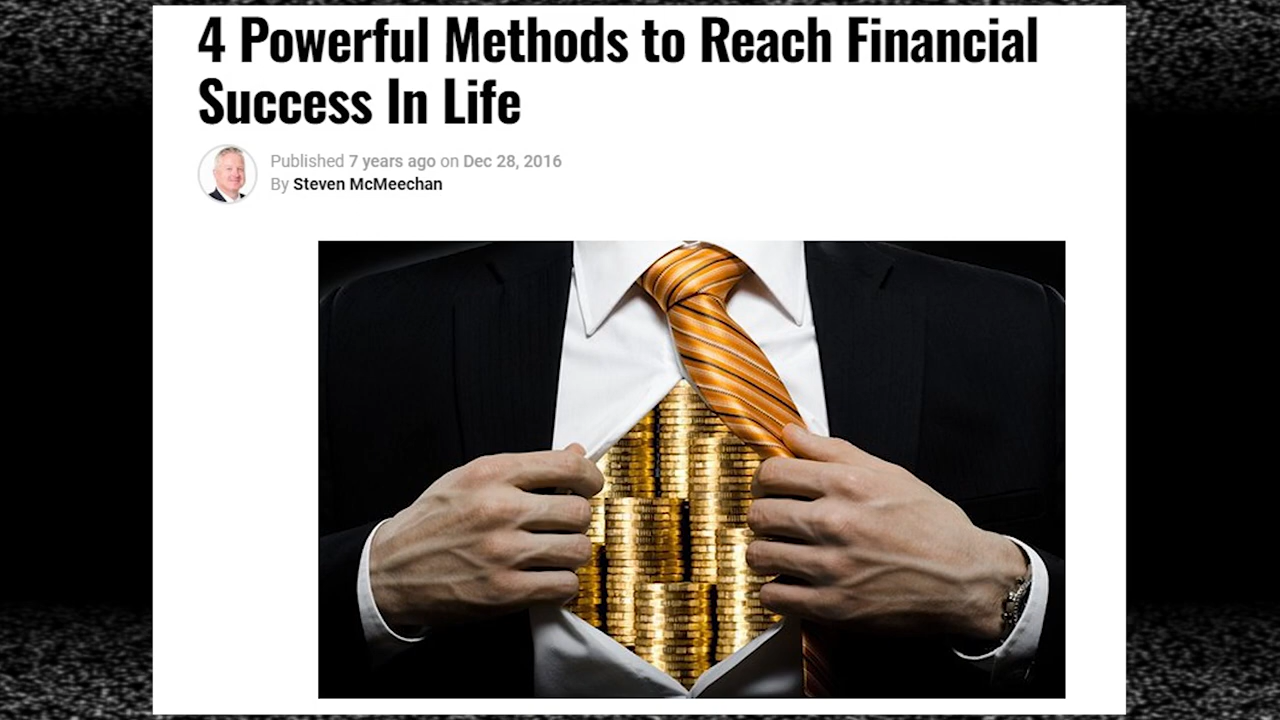 4 Powerful Methods to Reach Financial
Success In Life
Published 7 years ago on Dec 28, 2016
By Steven McMeechan